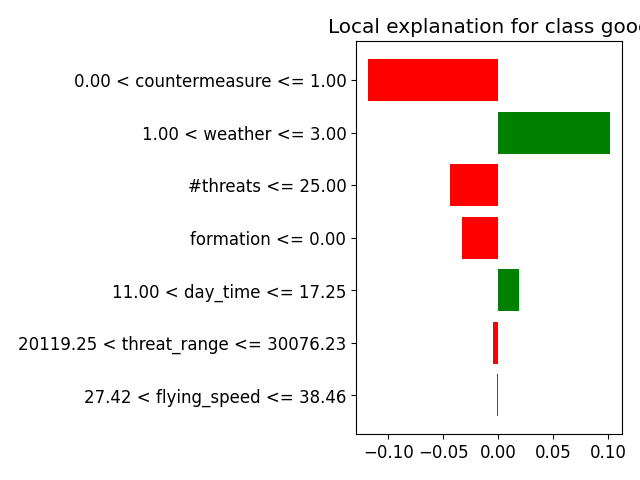 Local explanation for class good
0.00 < countermeasure <= 1.00
1.00 < weather <= 3.00
#threats <= 25.00
formation <= 0.00
11.00 < day_time <= 17.25
20119.25 < threat_range <= 30076.23
27.42 < flying_speed <= 38.46
−0.10 −0.05 0.00 0.05 0.10